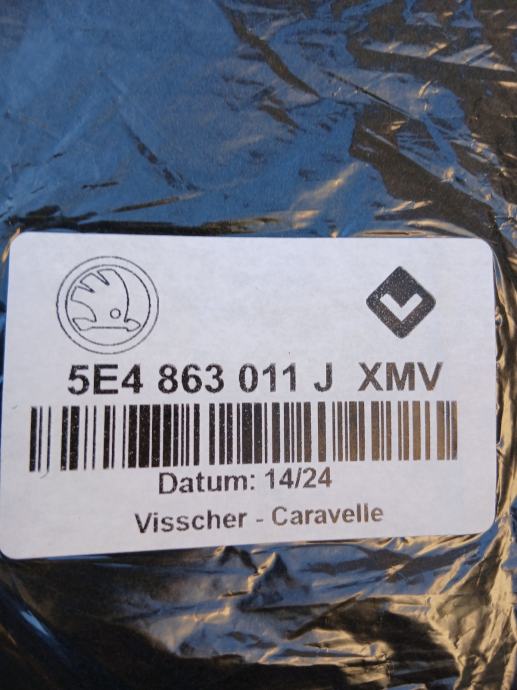 5E4 863 011 J XMV
Datum: 14/24
Visscher - Caravelle